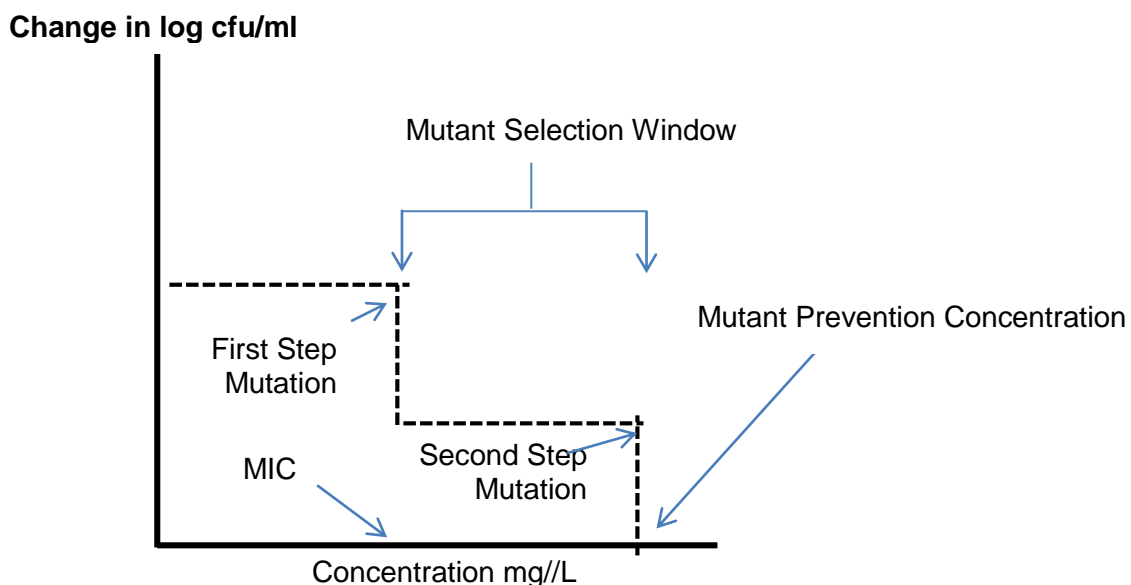 Change in log cfu/ml
Mutant Selection Window
Mutant Prevention Concentration
First Step
Mutation
MIC
Second Step
Mutation
Concentration mg//L